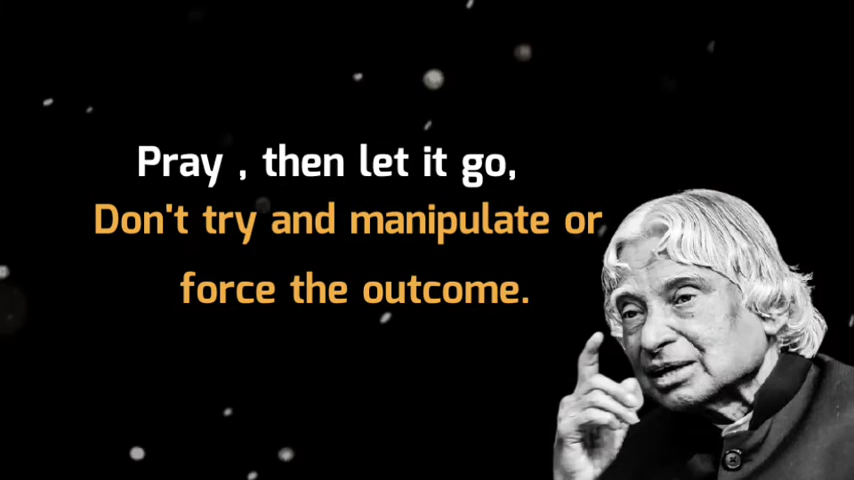 Pray , then let it go,
Don't try and manipulate or
force the outcome.